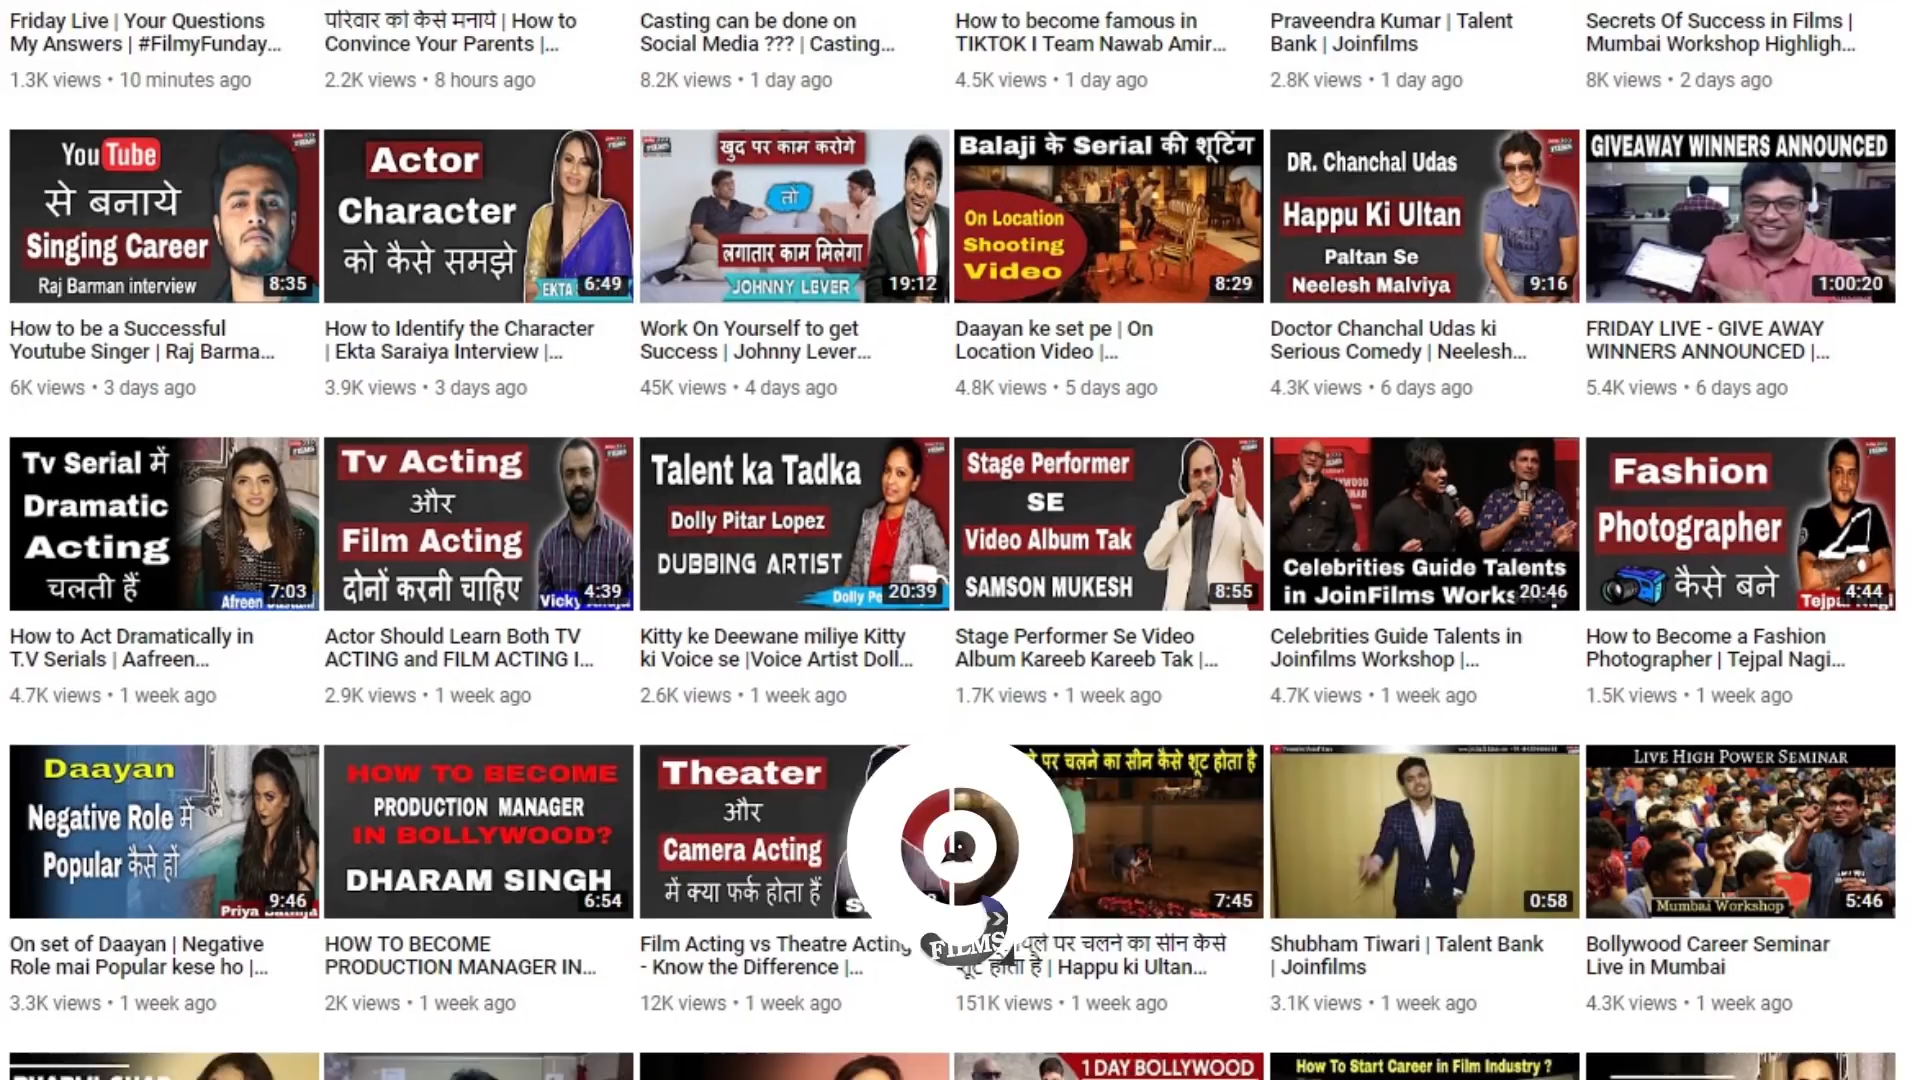 Friday Live | Your Questions
My Answers | #FilmyFunday...
1.3K views • 10 minutes ago
परिवार को कैसे मनाये | How to
Convince Your Parents |...
2.2K views • 8 hours ago
Casting can be done on
Social Media ??? | Casting...
8.2K views • 1 day ago
How to become famous in
TIKTOK I Team Nawab Amir...
4.5K views • 1 day ago
Praveendra Kumar | Talent
Bank | Joinfilms
2.8K views • 1 day ago
Secrets Of Success in Films |
Mumbai Workshop Highligh...
8K views • 2 days ago
YouTube
से बनाये
Singing Career
Raj Barman interview
8:35
How to be a Successful
Youtube Singer | Raj Barma...
6K views • 3 days ago
Actor
Character
को कैसे समझे
EKTA
6:49
How to Identify the Character
| Ekta Saraiya Interview |...
3.9K views • 3 days ago
खुद पर काम करोगे
तो
लगातार काम मिलेगा
JOHNNY LEVER
19:12
Work On Yourself to get
Success | Johnny Lever...
45K views • 4 days ago
Balaji के Serial की शूटिंग
On Location
Shooting
Video
8:29
Daayan ke set pe | On
Location Video |...
4.8K views • 5 days ago
DR. Chanchal Udas
Happu Ki Ultan
Paltan Se
Neelesh Malviya
9:16
Doctor Chanchal Udas ki
Serious Comedy | Neelesh...
4.3K views • 6 days ago
GIVEAWAY WINNERS ANNOUNCED
1:00:20
FRIDAY LIVE - GIVE AWAY
WINNERS ANNOUNCED |...
5.4K views • 6 days ago
Tv Serial में
Dramatic
Acting
चलती हैं
Afreen
7:03
How to Act Dramatically in
T.V Serials | Aafreen...
4.7K views • 1 week ago
Tv Acting
और
Film Acting
दोनों करनी चाहिए
Vicky
4:39
Actor Should Learn Both TV
ACTING and FILM ACTING I...
2.9K views • 1 week ago
Talent ka Tadka
Dolly Pitar Lopez
DUBBING ARTIST
Dolly Pe
20:39
Kitty ke Deewane miliye Kitty
ki Voice se |Voice Artist Doll...
2.6K views • 1 week ago
Stage Performer
SE
Video Album Tak
SAMSON MUKESH
8:55
Stage Performer Se Video
Album Kareeb Kareeb Tak |...
1.7K views • 1 week ago
Celebrities Guide Talents
in JoinFilms Works
20:46
Celebrities Guide Talents in
Joinfilms Workshop |...
4.7K views • 1 week ago
Fashion
Photographer
कैसे बने
4:44
How to Become a Fashion
Photographer | Tejpal Nagi...
1.5K views • 1 week ago
Daayan
Negative Role में
Popular कैसे हों
Priya
9:46
On set of Daayan | Negative
Role mai Popular kese ho |...
3.3K views • 1 week ago
HOW TO BECOME
PRODUCTION MANAGER
IN BOLLYWOOD?
DHARAM SINGH
6:54
HOW TO BECOME
PRODUCTION MANAGER IN...
2K views • 1 week ago
Theater
और
Camera Acting
में क्या फर्क होता हैं
Film Acting vs Theatre Acting
- Know the Difference |...
12K views • 1 week ago
FILMS
पर चलने का सीन कैसे शूट होता है
7:45
पर चलने का सीन केसे
शूट होता है | Happu ki Ultan...
151K views • 1 week ago
0:58
Shubham Tiwari | Talent Bank
| Joinfilms
3.1K views • 1 week ago
LIVE HIGH POWER SEMINAR
Mumbai Workshop
5:46
Bollywood Career Seminar
Live in Mumbai
4.3K views • 1 week ago
1 DAY BOLLYWOOD
How To Start Career in Film Industry ?